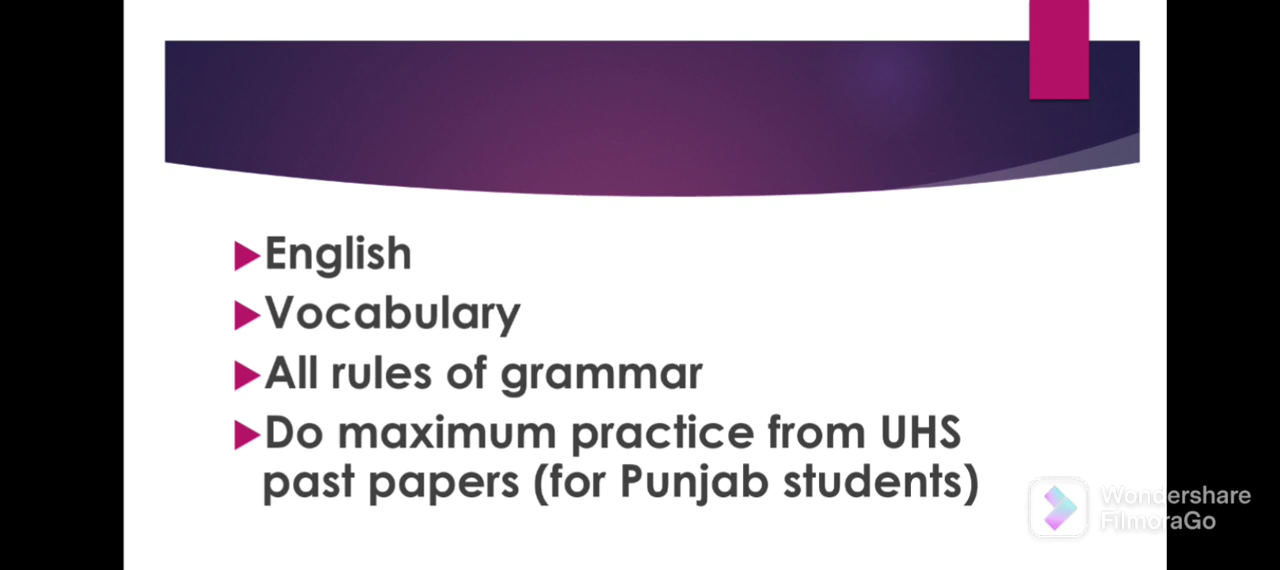 English
Vocabulary
All rules of grammar
Do maximum practice from UHS
past papers (for Punjab students)
Wondershare
FilmoraGo